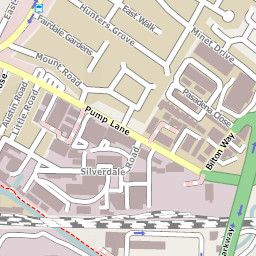 East Walk
Hunters Grove
Fairdale Gardens
Minet Drive
Mount Road
Austin Road
Little Road
Pasadena Close
Pump Lane
Bilton Way
Silverdale Road